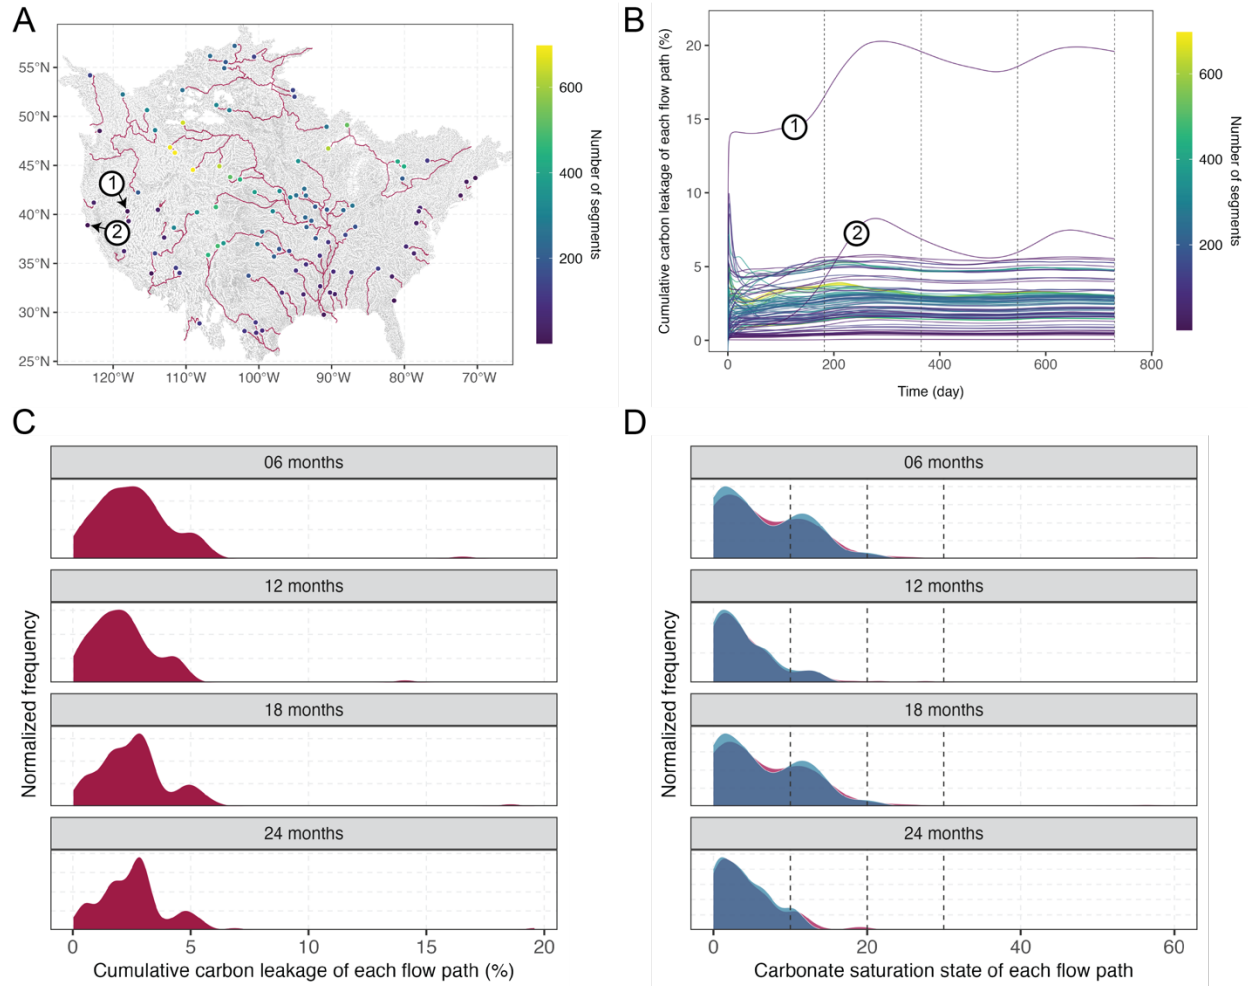 A
55°N
50°N
45°N
40°N
35°N
30°N
25°N
1
2
120°W
110°W
100°W
90°W
80°W
70°W
600
400
200
Number of segments
B
Cumulative carbon leakage of each flow path (%)
20
15
10
5
0
1
2
0
200
400
600
800
Time (day)
600
400
200
Number of segments
C
Normalized frequency
06 months
12 months
18 months
24 months
0
5
10
15
20
Cumulative carbon leakage of each flow path (%)
D
Normalized frequency
06 months
12 months
18 months
24 months
0
20
40
60
Carbonate saturation state of each flow path